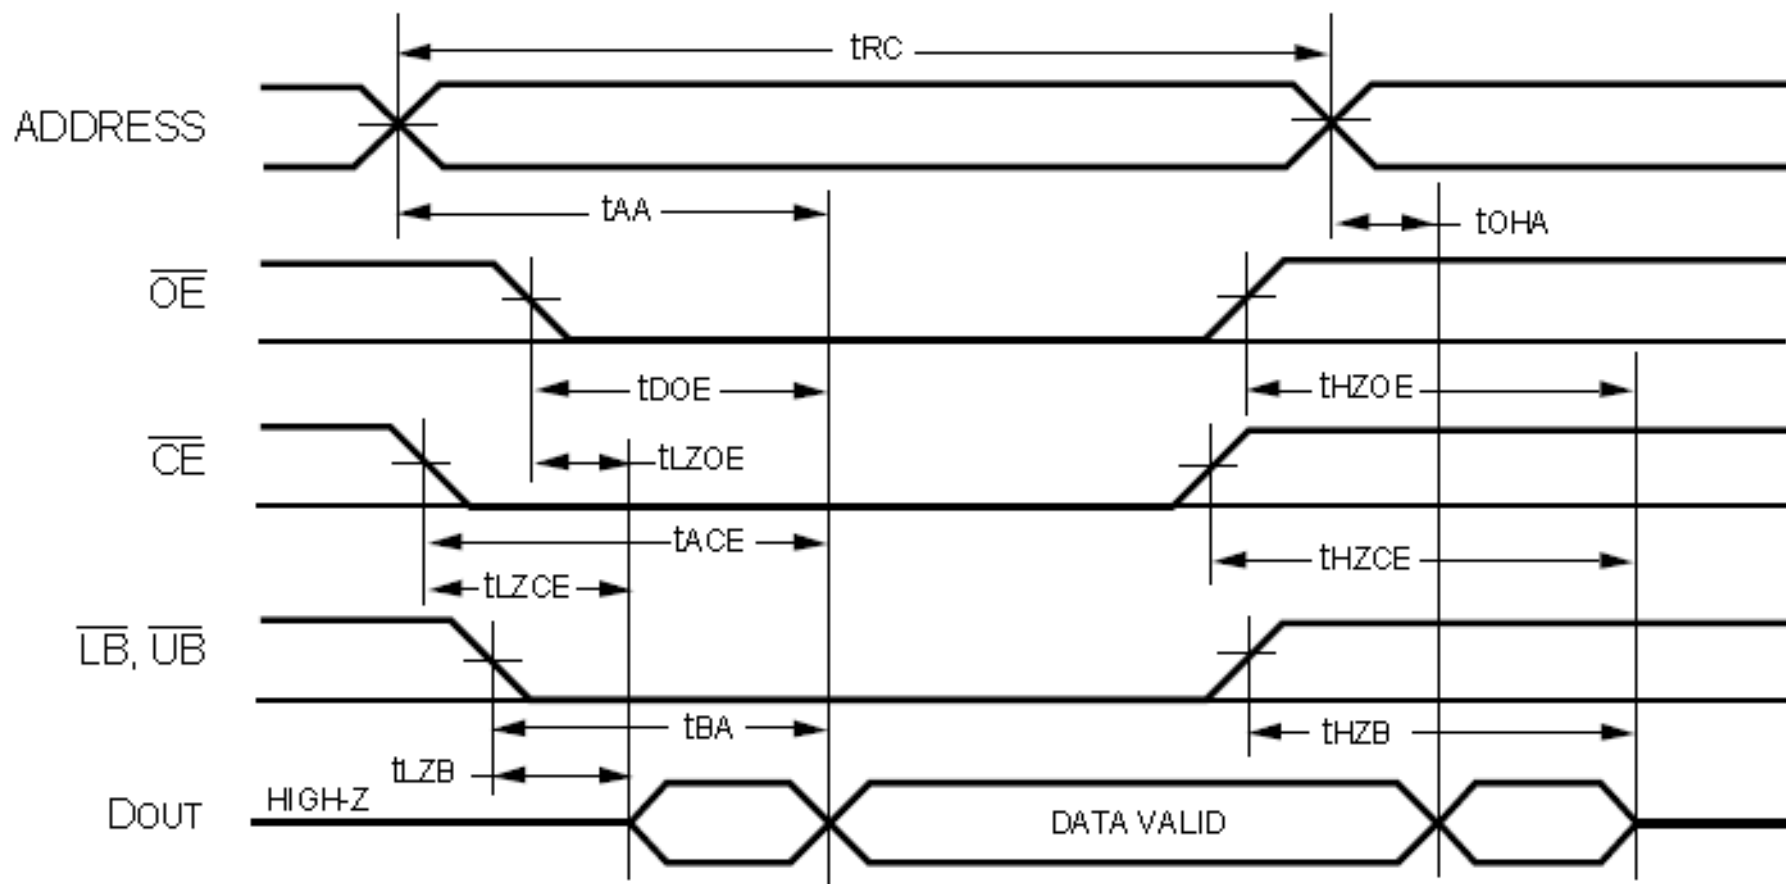 tRC
ADDRESS
tAA
tOHA
OE
tDOE
tHZOE
CE
tLZOE
tACE
tHZCE
tLZCE
LB, UB
tBA
tHZB
tLZB
HIGH-Z
DOUT
DATA VALID